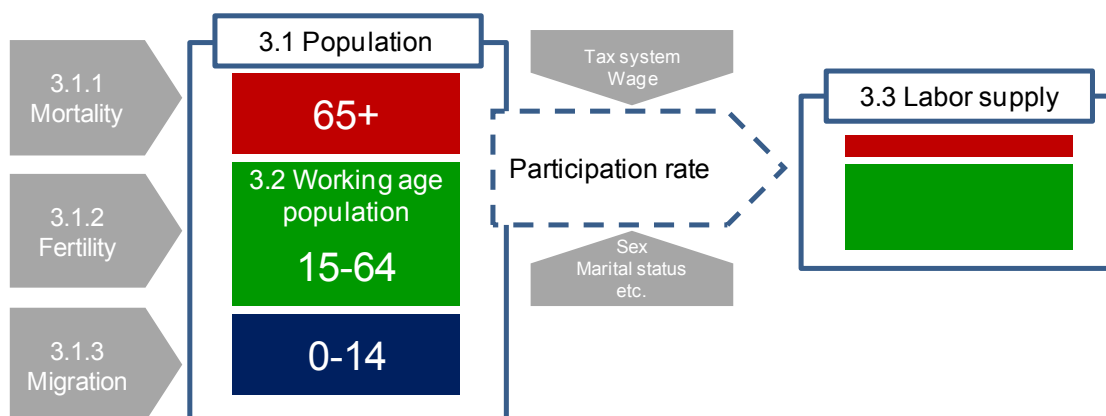 3.1.1
Mortality
3.1.2
Fertility
3.1.3
Migration
3.1 Population
65+
3.2 Working age
population
15-64
0-14
Tax system
Wage
Participation rate
Sex
Marital status
etc.
3.3 Labor supply